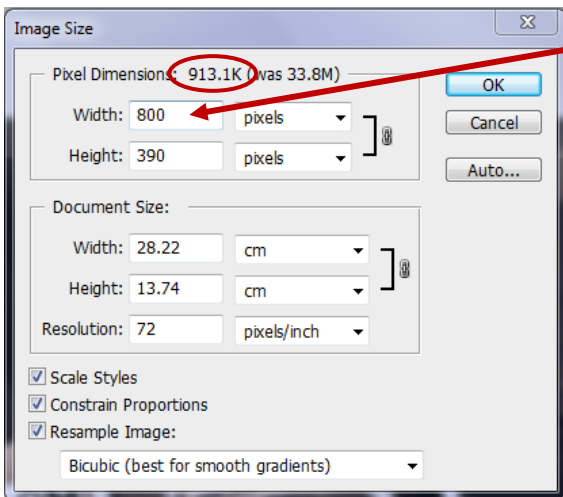 Image Size
Pixel Dimensions: 913.1K (was 33.8M)
OK
Width: 800 pixels
Cancel
Height: 390 pixels
Auto...
Document Size:
Width: 28.22 cm
Height: 13.74 cm
Resolution: 72 pixels/inch
Scale Styles
Constrain Proportions
Resample Image:
Bicubic (best for smooth gradients)